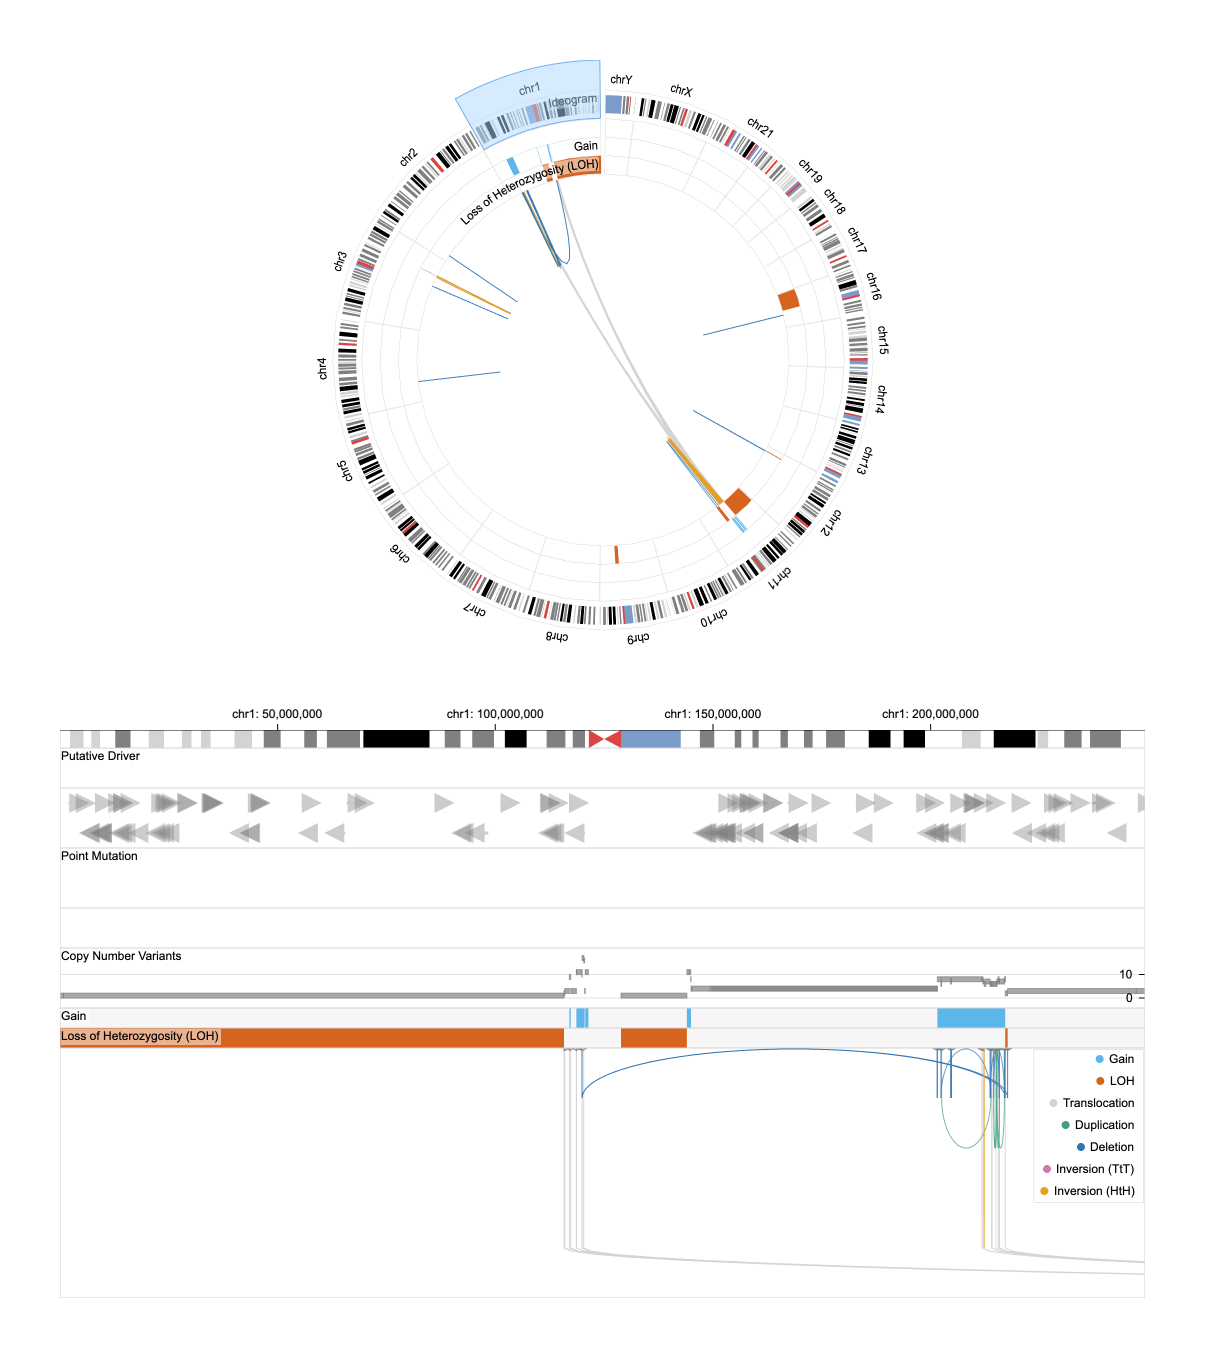 chrY
chrX
chr21
chr19
chr18
chr17
chr16
chr15
chr14
chr13
chr12
chr11
chr10
chr9
chr8
chr7
chr6
chr5
chr4
chr3
chr2
chr1
Ideogram
Gain
Loss of Heterozygosity (LOH)
chr1: 50,000,000
chr1: 100,000,000
chr1: 150,000,000
chr1: 200,000,000
Putative Driver
Point Mutation
Copy Number Variants
10
0
Gain
Loss of Heterozygosity (LOH)
Gain
LOH
Translocation
Duplication
Deletion
Inversion (TtT)
Inversion (HtH)